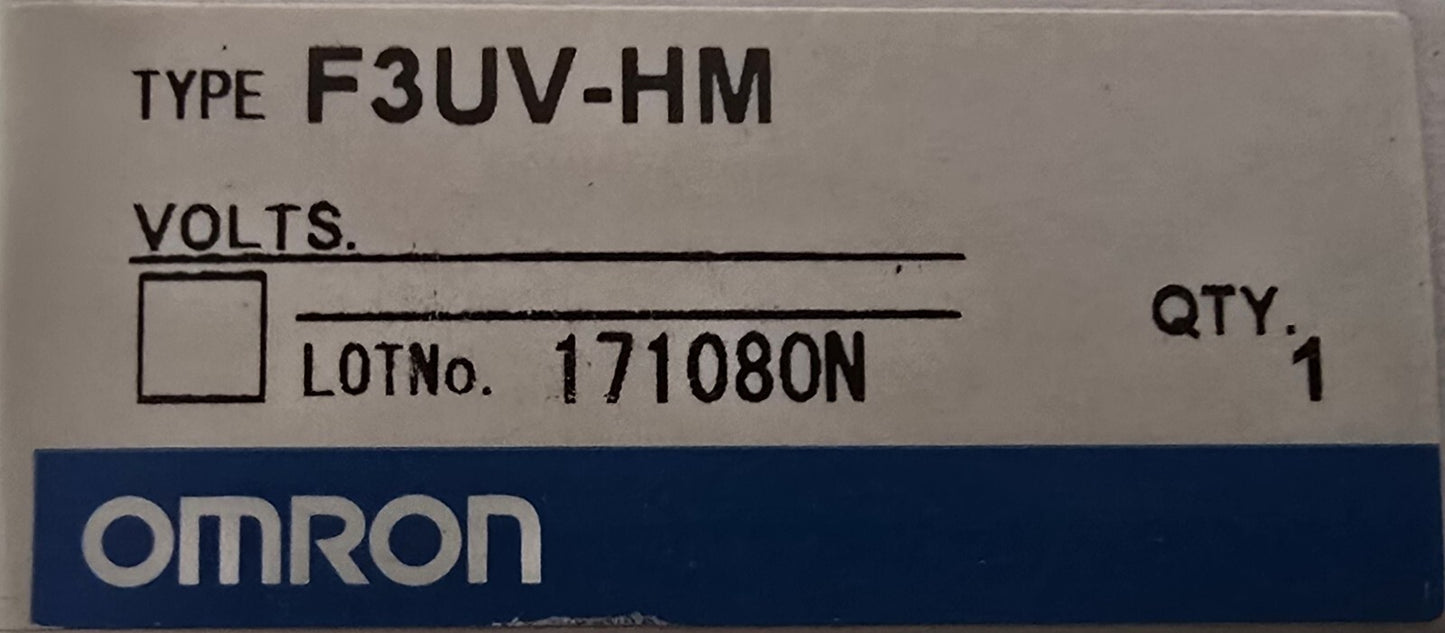 TYPE F3UV-HM
VOLTS.
QTY.
LOTNo. 171080N
1
OMRON